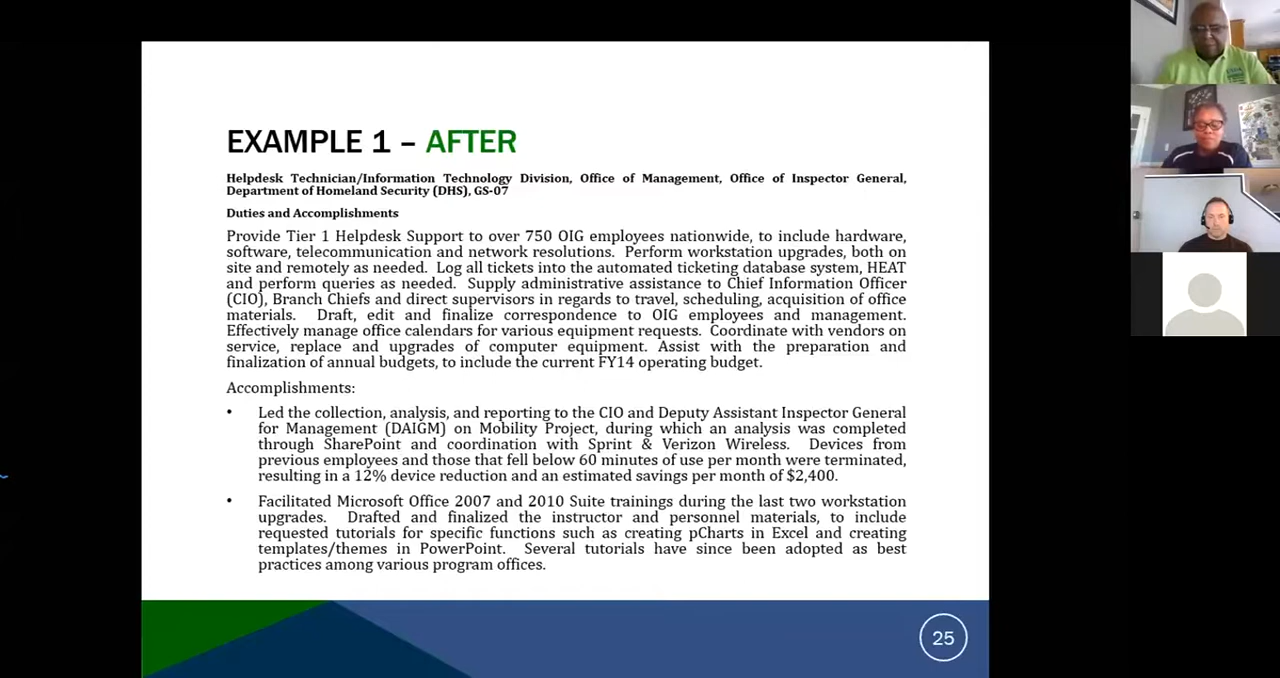 EXAMPLE 1 – AFTER
Helpdesk Technician/Information Technology Division, Office of Management, Office of Inspector General,
Department of Homeland Security (DHS), GS-07
Duties and Accomplishments
Provide Tier 1 Helpdesk Support to over 750 OIG employees nationwide, to include hardware,
software, telecommunication and network resolutions. Perform workstation upgrades, both on
site and remotely as needed. Log all tickets into the automated ticketing database system, HEAT
and perform queries as needed. Supply administrative assistance to Chief Information Officer
(CIO), Branch Chiefs and direct supervisors in regards to travel, scheduling, acquisition of office
materials. Draft, edit and finalize correspondence to OIG employees and management.
Effectively manage office calendars for various equipment requests. Coordinate with vendors on
service, replace and upgrades of computer equipment. Assist with the preparation and
finalization of annual budgets, to include the current FY14 operating budget.
Accomplishments:
• Led the collection, analysis, and reporting to the CIO and Deputy Assistant Inspector General
for Management (DAIGM) on Mobility Project, during which an analysis was completed
through SharePoint and coordination with Sprint & Verizon Wireless. Devices from
previous employees and those that fell below 60 minutes of use per month were terminated,
resulting in a 12% device reduction and an estimated savings per month of $2,400.
• Facilitated Microsoft Office 2007 and 2010 Suite trainings during the last two workstation
upgrades. Drafted and finalized the instructor and personnel materials, to include
requested tutorials for specific functions such as creating pCharts in Excel and creating
templates/themes in PowerPoint. Several tutorials have since been adopted as best
practices among various program offices.
25